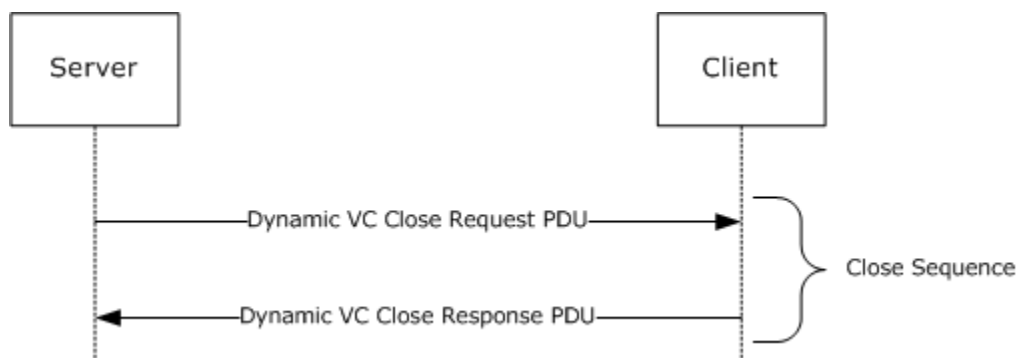 Server
Client
Dynamic VC Close Request PDU
Close Sequence
Dynamic VC Close Response PDU